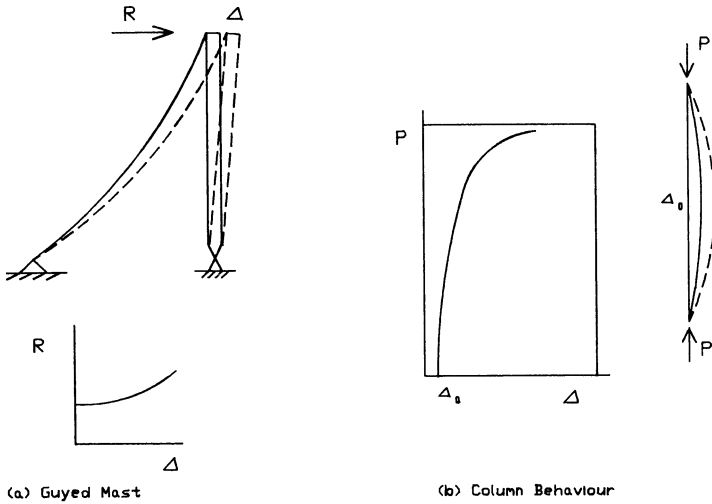 R Δ
R
Δ
(a) Guyed Mast
P
P
Δ₀
Δ₀ Δ
P
(b) Column Behaviour